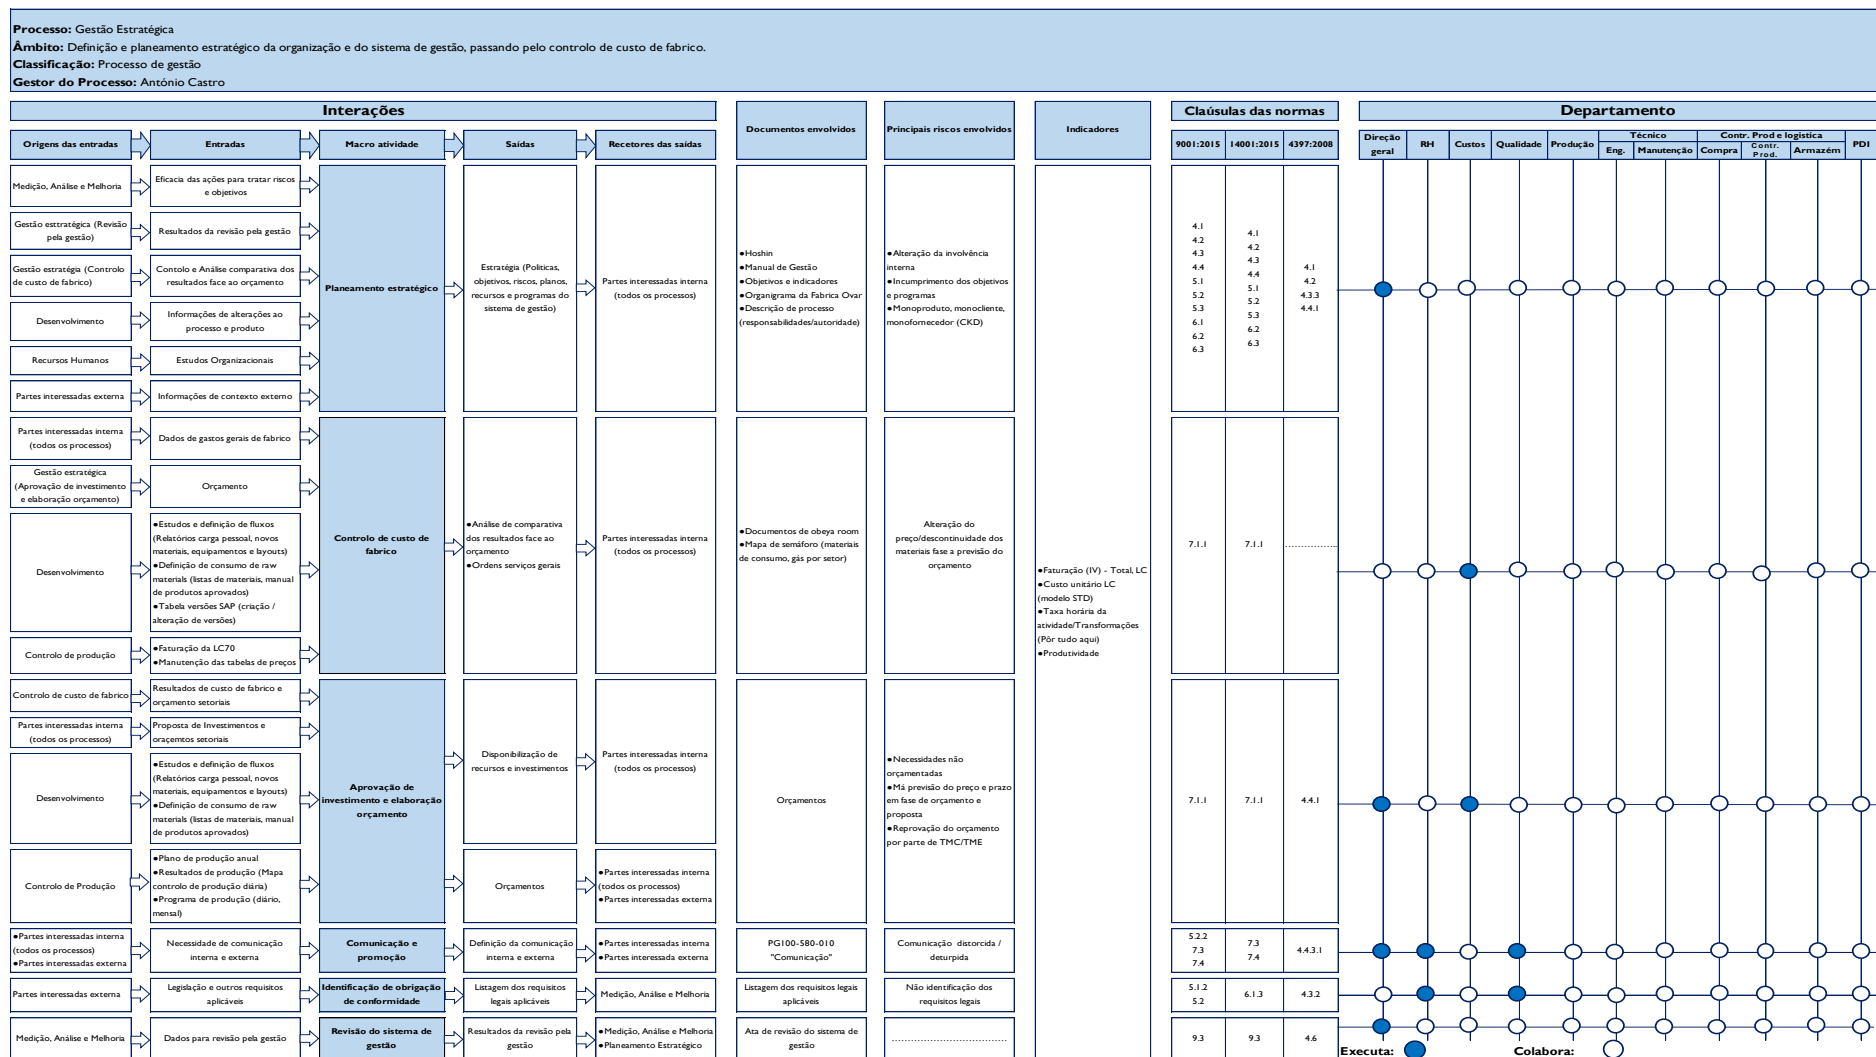 Processo: Gestão Estratégica
Âmbito: Definição e planeamento estratégico da organização e do sistema de gestão, passando pelo controlo de custo de fabrico.
Classificação: Processo de gestão
Gestor do Processo: António Castro
Interações
Origens das entradas
Entradas
Macro atividade
Saídas
Recetores das saídas
Documentos envolvidos
Principais riscos envolvidos
Indicadores
Claúsulas das normas
9001:2015
14001:2015
4397:2008
Departamento
Direção
geral
RH
Custos
Qualidade
Produção
Técnico
Eng.
Manutenção
Contr. Prod e logistica
Compra
Contr.
Prod.
Armazém
PDI
Medição, Análise e Melhoria
Eficacia das ações para tratar riscos
e objetivos
Gestão esttratégica (Revisão
pela gestão)
Resultados da revisão pela gestão
Gestão estratégia (Controlo
de custo de fabrico)
Contolo e Análise comparativa dos
resultados face ao orçamento
Desenvolvimento
Informações de alterações ao
processo e produto
Recursos Humanos
Estudos Organizacionais
Partes interessadas externa
Informações de contexto externo
Planeamento estratégico
Estratégia (Politicas,
objetivos, riscos, planos,
recursos e programas do
sistema de gestão)
Partes interessadas interna
(todos os processos)
●Hoshin
●Manual de Gestão
●Objetivos e indicadores
●Organigrama da Fabrica Ovar
●Descrição de processo
(responsabilidades/autoridade)
●Alteração da involvência
interna
●Incumprimento dos objetivos
e programas
●Monoproduto, monocliente,
monofornecedor (CKD)
4.1
4.2
4.3
4.4
5.1
5.2
5.3
6.1
6.2
6.3
4.1
4.2
4.3
4.4
5.1
5.2
5.3
6.2
6.3
4.1
4.2
4.3.3
4.4.1
Partes interessadas interna
(todos os processos)
Dados de gastos gerais de fabrico
Gestão estratégica
(Aprovação de investimento
e elaboração orçamento)
Orçamento
Desenvolvimento
●Estudos e definição de fluxos
(Relatórios carga pessoal, novos
materiais, equipamentos e layouts)
●Definição de consumo de raw
materials (listas de materiais, manual
de produtos aprovados)
●Tabela versões SAP (criação /
alteração de versões)
Controlo de produção
●Faturação da LC70
●Manutenção das tabelas de preços
Controlo de custo de
fabrico
●Análise de comparativa
dos resultados face ao
orçamento
●Ordens serviços gerais
Partes interessadas interna
(todos os processos)
●Documentos de obeya room
●Mapa de semáforo (materiais
de consumo, gás por setor)
Alteração do
preço/descontinuidade dos
materiais fase a previsão do
orçamento
●Faturação (IV) - Total, LC
●Custo unitário LC
(modelo STD)
●Taxa horária da
atividade/Transformações
(Pôr tudo aqui)
●Produtividade
7.1.1
7.1.1
................
Controlo de custo de fabrico
Resultados de custo de fabrico e
orçamento setoriais
Partes interessadas interna
(todos os processos)
Proposta de Investimentos e
oraçemtos setoriais
Desenvolvimento
●Estudos e definição de fluxos
(Relatórios carga pessoal, novos
materiais, equipamentos e layouts)
●Definição de consumo de raw
materials (listas de materiais, manual
de produtos aprovados)
Controlo de Produção
●Plano de produção anual
●Resultados de produção (Mapa
controlo de produção diária)
●Programa de produção (diário,
mensal)
Aprovação de
investimento e elaboração
orçamento
Disponibilização de
recursos e investimentos
Partes interessadas interna
(todos os processos)
Orçamentos
●Partes interessadas interna
(todos os processos)
●Partes interessadas externa
Orçamentos
●Necessidades não
orçamentadas
●Má previsão do preço e prazo
em fase de orçamento e
proposta
●Reprovação do orçamento
por parte de TMC/TME
7.1.1
7.1.1
4.4.1
●Partes interessadas interna
(todos os processos)
●Partes interessadas externa
Necessidade de comunicação
interna e externa
Comunicação e
promoção
Definição da comunicação
interna e externa
●Partes interessadas interna
●Partes interessada externa
PG100-580-010
"Comunicação"
Comunicação distorcida /
deturpida
5.2.2
7.3
7.4
7.3
7.4
4.4.3.1
Partes interessadas externa
Legislação e outros requisitos
aplicáveis
Identificação de obrigação
de conformidade
Listagem dos requisitos
legais aplicáveis
Medição, Análise e Melhoria
Listagem dos requisitos legais
aplicáveis
Não identificação dos
requisitos legais
5.1.2
5.2
6.1.3
4.3.2
Medição, Análise e Melhoria
Dados para revisão pela gestão
Revisão do sistema de
gestão
Resultados da revisão pela
gestão
●Medição, Análise e Melhoria
●Planeamento Estratégico
Ata de revisão do sistema de
gestão
....................................
9.3
9.3
4.6
Executa:
Colabora: